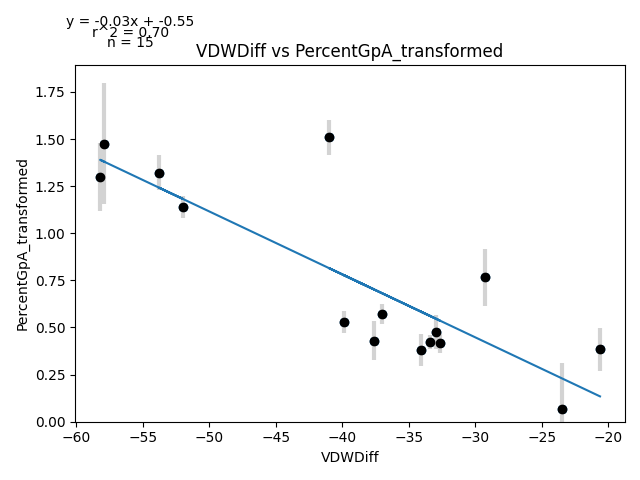 y = -0.03x + -0.55
r^2 = 0.70
n = 15
VDWDiff vs PercentGpA_transformed
PercentGpA_transformed
1.75
1.50
1.25
1.00
0.75
0.50
0.25
0.00
−60
−55
−50
−45
−40
−35
−30
−25
−20
VDWDiff